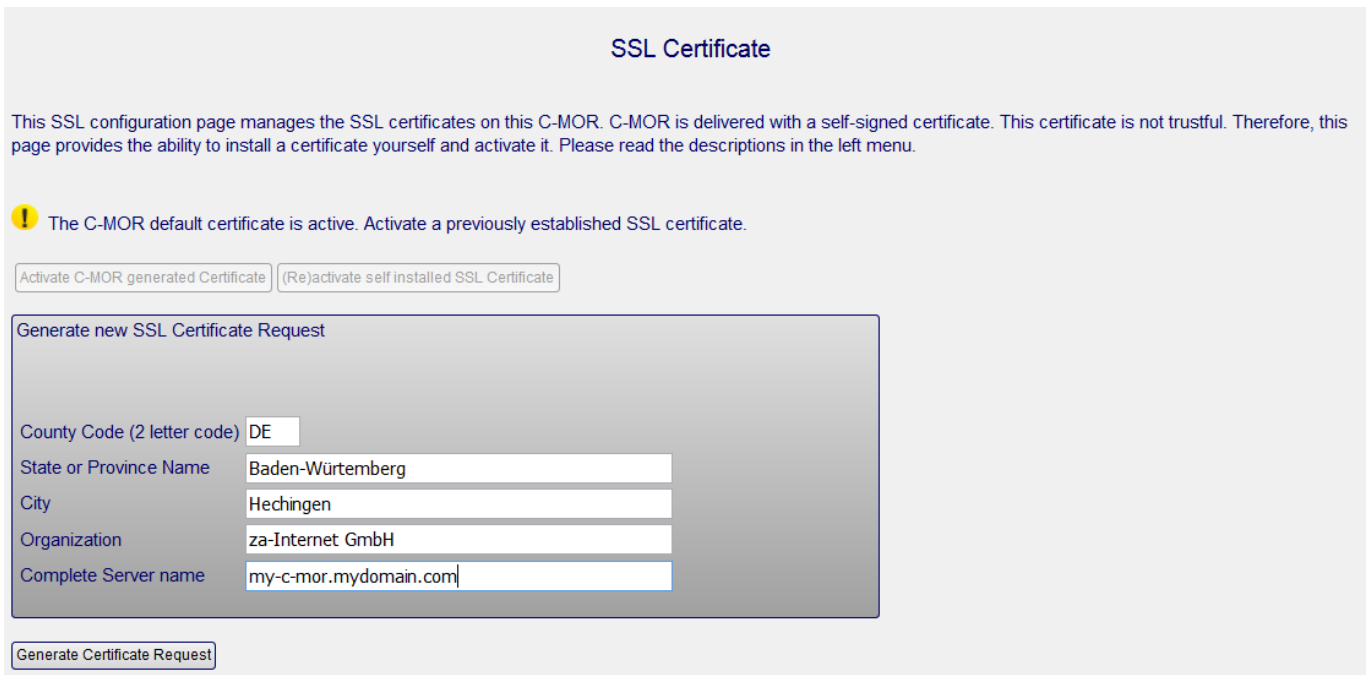 SSL Certificate
This SSL configuration page manages the SSL certificates on this C-MOR. C-MOR is delivered with a self-signed certificate. This certificate is not trustful. Therefore, this
page provides the ability to install a certificate yourself and activate it. Please read the descriptions in the left menu.
The C-MOR default certificate is active. Activate a previously established SSL certificate.
Activate C-MOR generated Certificate (Re)activate self installed SSL Certificate
Generate new SSL Certificate Request
County Code (2 letter code) DE
State or Province Name Baden-Würtemberg
City Hechingen
Organization za-Internet GmbH
Complete Server name my-c-mor.mydomain.com
Generate Certificate Request